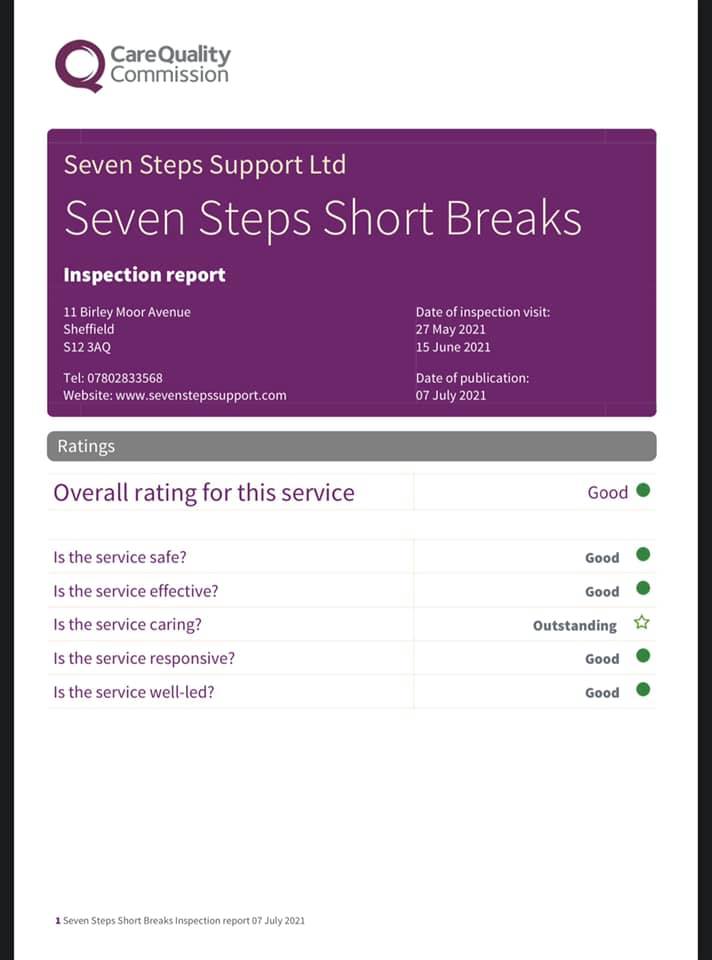 CareQuality
Commission
Seven Steps Support Ltd
Seven Steps Short Breaks
Inspection report
11 Birley Moor Avenue
Sheffield
S12 3AQ
Tel: 07802833568
Website: www.sevenstepssupport.com
Date of inspection visit:
27 May 2021
15 June 2021
Date of publication:
07 July 2021
Ratings
Overall rating for this service Good
Is the service safe? Good
Is the service effective? Good
Is the service caring? Outstanding
Is the service responsive? Good
Is the service well-led? Good
1 Seven Steps Short Breaks Inspection report 07 July 2021